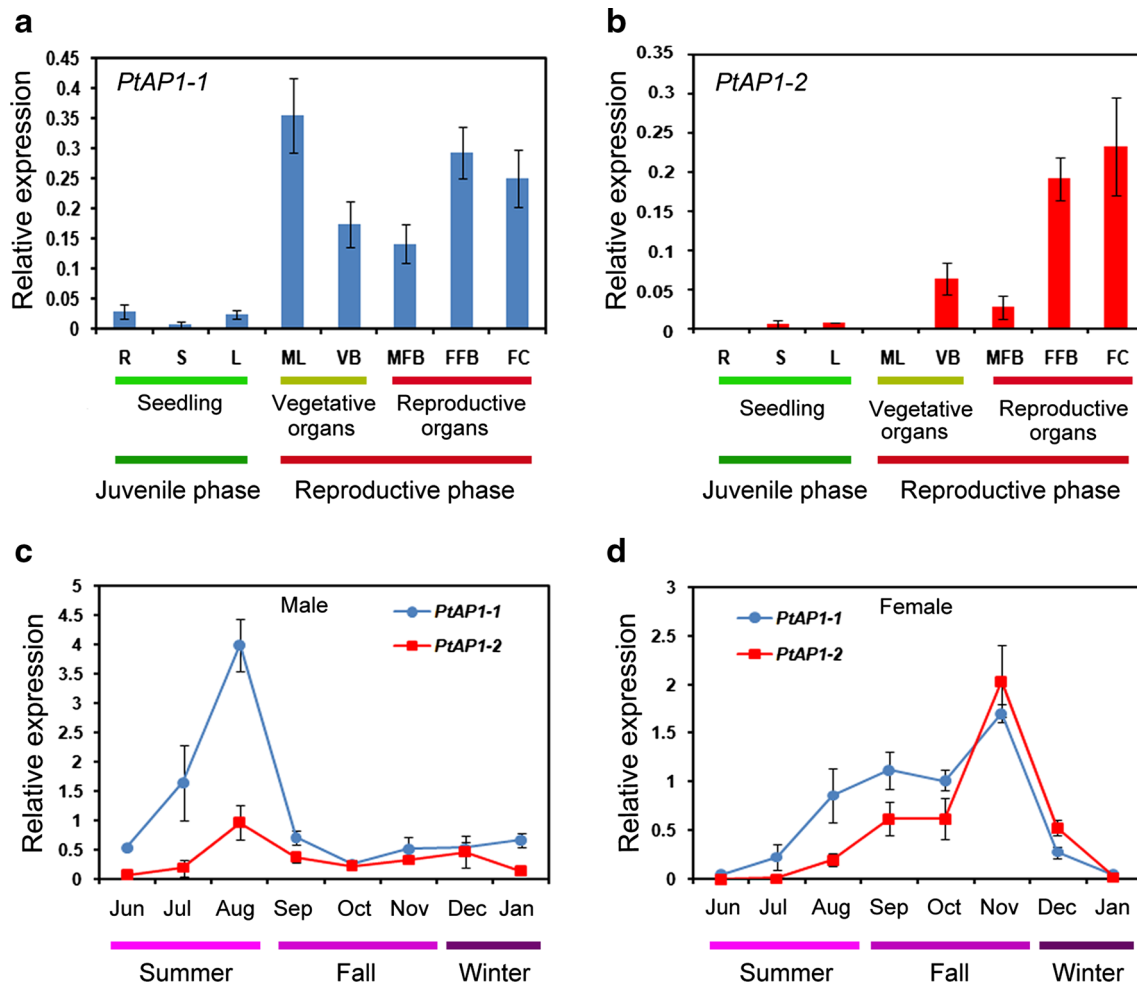 a
PtAP1-1
Relative expression
0.45
0.4
0.35
0.3
0.25
0.2
0.15
0.1
0.05
0
R S L ML VB MFB FFB FC
Seedling
Vegetative organs
Reproductive organs
Juvenile phase
Reproductive phase
b
PtAP1-2
Relative expression
0.35
0.3
0.25
0.2
0.15
0.1
0.05
0
R S L ML VB MFB FFB FC
Seedling
Vegetative organs
Reproductive organs
Juvenile phase
Reproductive phase
c
Male
PtAP1-1
PtAP1-2
Relative expression
5
4.5
4
3.5
3
2.5
2
1.5
1
0.5
0
Jun Jul Aug Sep Oct Nov Dec Jan
Summer Fall Winter
d
Female
PtAP1-1
PtAP1-2
Relative expression
3
2.5
2
1.5
1
0.5
0
Jun Jul Aug Sep Oct Nov Dec Jan
Summer Fall Winter